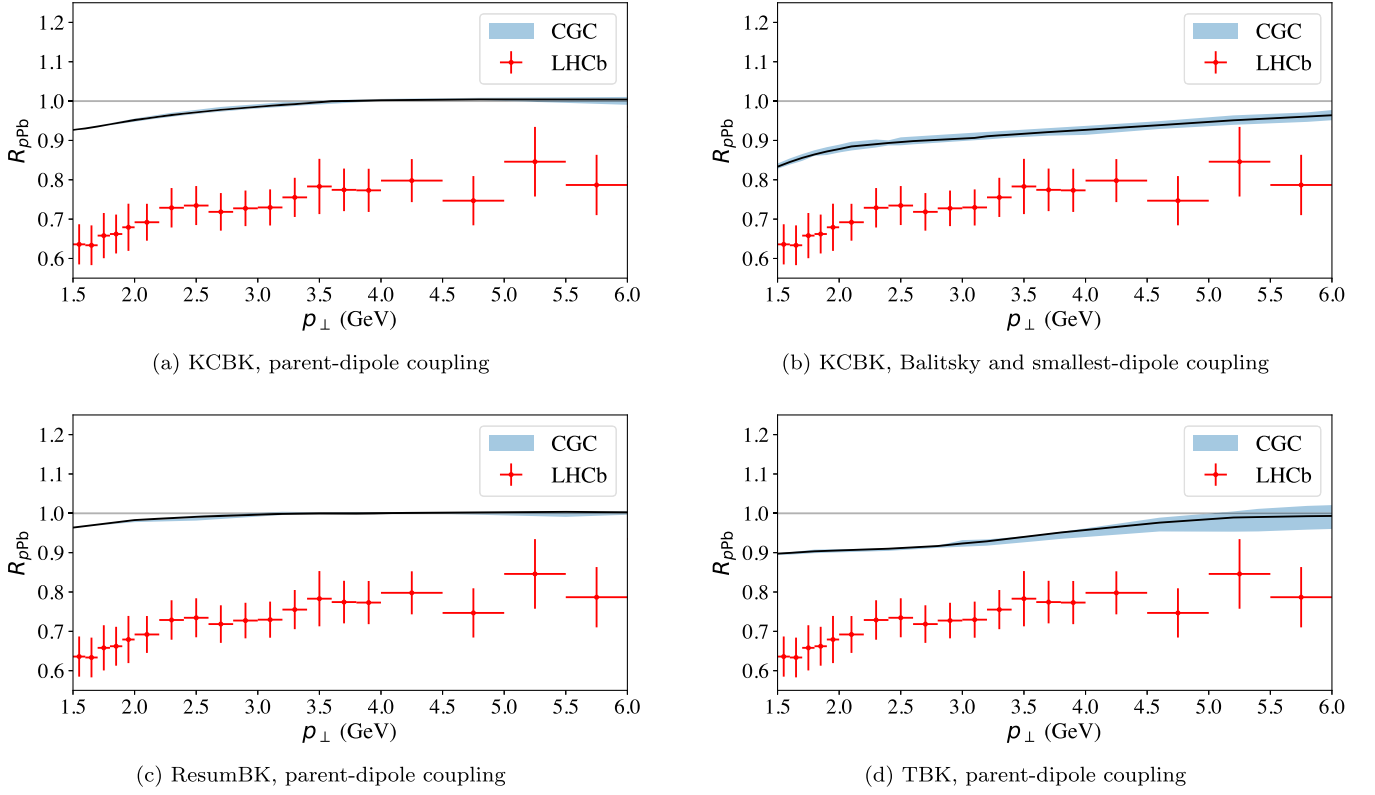 1.2
1.1
1.0
0.9
0.8
0.7
0.6
R_pPb
CGC
LHCb
1.5 2.0 2.5 3.0 3.5 4.0 4.5 5.0 5.5 6.0
p⊥ (GeV)
(a) KCBK, parent-dipole coupling
1.2
1.1
1.0
0.9
0.8
0.7
0.6
R_pPb
CGC
LHCb
1.5 2.0 2.5 3.0 3.5 4.0 4.5 5.0 5.5 6.0
p⊥ (GeV)
(b) KCBK, Balitsky and smallest-dipole coupling
1.2
1.1
1.0
0.9
0.8
0.7
0.6
R_pPb
CGC
LHCb
1.5 2.0 2.5 3.0 3.5 4.0 4.5 5.0 5.5 6.0
p⊥ (GeV)
(c) ResumBK, parent-dipole coupling
1.2
1.1
1.0
0.9
0.8
0.7
0.6
R_pPb
CGC
LHCb
1.5 2.0 2.5 3.0 3.5 4.0 4.5 5.0 5.5 6.0
p⊥ (GeV)
(d) TBK, parent-dipole coupling